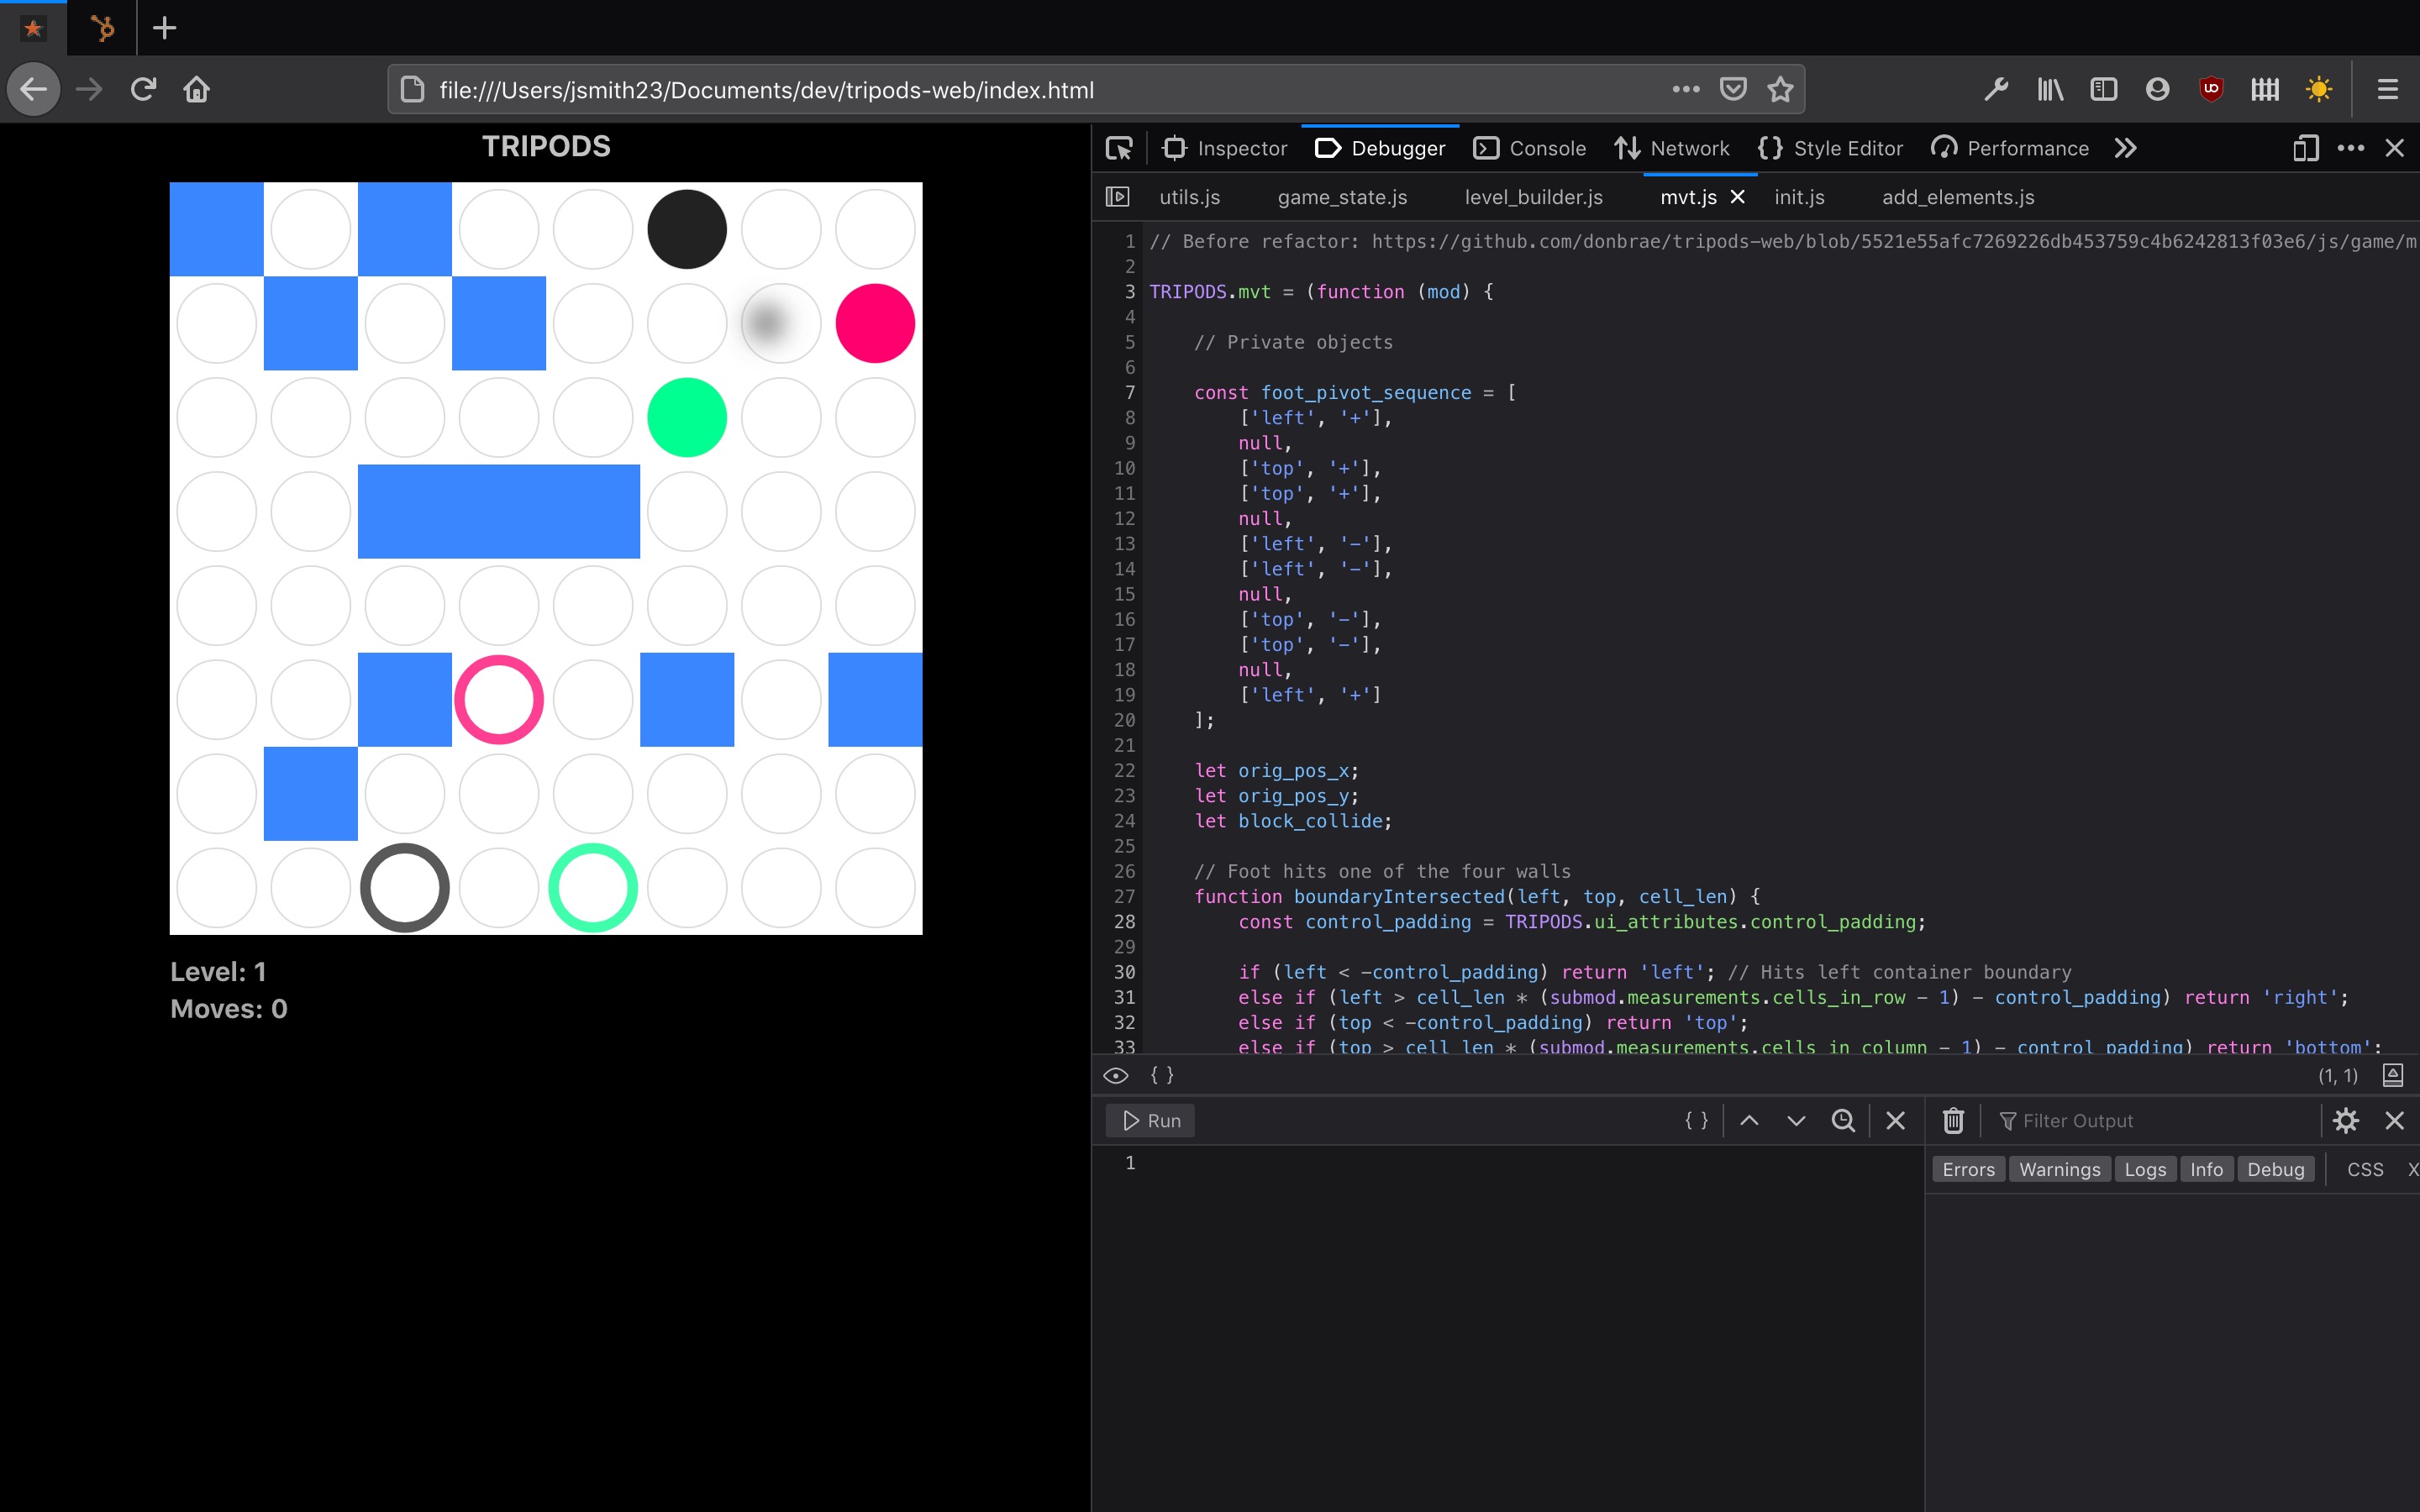 file:///Users/jsmith23/Documents/dev/tripods-web/index.html
TRIPODS
Level: 1
Moves: 0
Inspector Debugger Console Network Style Editor Performance
utils.js game_state.js level_builder.js mvt.js init.js add_elements.js
1 // Before refactor: https://github.com/donbrae/tripods-web/blob/5521e55afc7269226db453759c4b6242813f03e6/js/game/m
2
3 TRIPODS.mvt = (function (mod) {
4
5 // Private objects
6
7 const foot_pivot_sequence = [
8 ['left', '+'],
9 null,
10 ['top', '+'],
11 ['top', '+'],
12 null,
13 ['left', '-'],
14 ['left', '-'],
15 null,
16 ['top', '-'],
17 ['top', '-'],
18 null,
19 ['left', '+']
20 ];
21
22 let orig_pos_x;
23 let orig_pos_y;
24 let block_collide;
25
26 // Foot hits one of the four walls
27 function boundaryIntersected(left, top, cell_len) {
28 const control_padding = TRIPODS.ui_attributes.control_padding;
29
30 if (left < -control_padding) return 'left'; // Hits left container boundary
31 else if (left > cell_len * (submod.measurements.cells_in_row - 1) - control_padding) return 'right';
32 else if (top < -control_padding) return 'top';
33 else if (top > cell_len * (submod.measurements.cells_in_column - 1) - control_padding) return 'bottom';
{ } (1, 1)
Run { } Filter Output
1
Errors Warnings Logs Info Debug CSS X